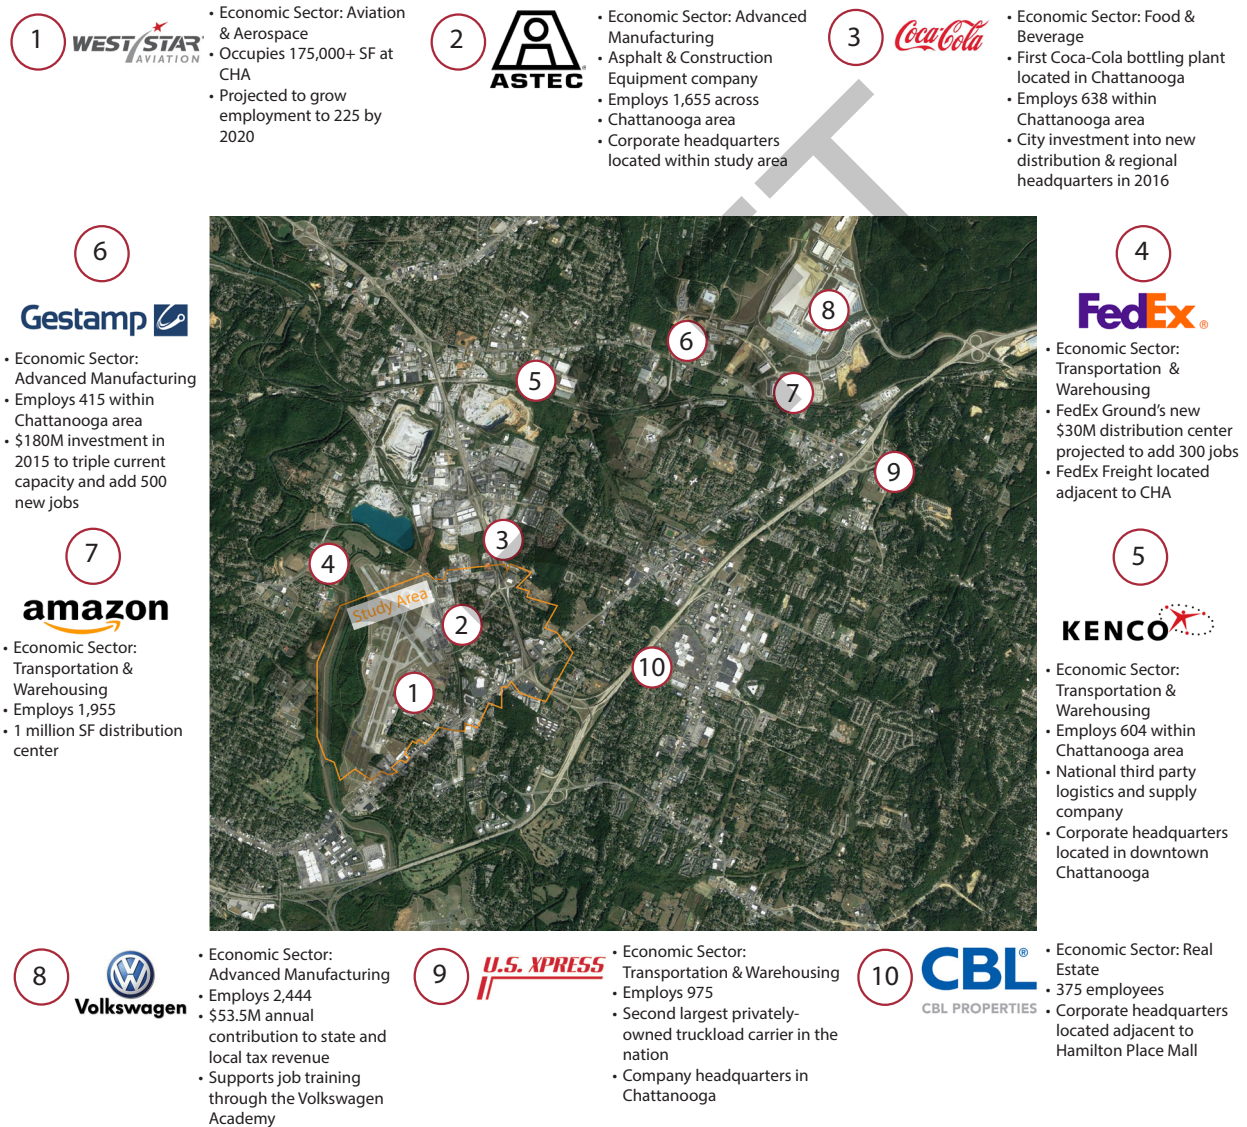 1
WEST STAR
AVIATION
• Economic Sector: Aviation
& Aerospace
• Occupies 175,000+ SF at
CHA
• Projected to grow
employment to 225 by
2020
2
ASTEC
• Economic Sector: Advanced
Manufacturing
• Asphalt & Construction
Equipment company
• Employs 1,655 across
• Chattanooga area
• Corporate headquarters
located within study area
3
Coca-Cola
• Economic Sector: Food &
Beverage
• First Coca-Cola bottling plant
located in Chattanooga
• Employs 638 within
Chattanooga area
• City investment into new
distribution & regional
headquarters in 2016
6
Gestamp
• Economic Sector:
Advanced Manufacturing
• Employs 415 within
Chattanooga area
• $180M investment in
2015 to triple current
capacity and add 500
new jobs
7
amazon
• Economic Sector:
Transportation &
Warehousing
• Employs 1,955
• 1 million SF distribution
center
8
6
5
7
9
3
4
Study Area
2
10
1
4
FedEx®
• Economic Sector:
Transportation &
Warehousing
• FedEx Ground’s new
$30M distribution center
projected to add 300 jobs
• FedEx Freight located
adjacent to CHA
5
KENCO
• Economic Sector:
Transportation &
Warehousing
• Employs 604 within
Chattanooga area
• National third party
logistics and supply
company
• Corporate headquarters
located in downtown
Chattanooga
8
Volkswagen
• Economic Sector:
Advanced Manufacturing
• Employs 2,444
• $53.5M annual
contribution to state and
local tax revenue
• Supports job training
through the Volkswagen
Academy
9
U.S. XPRESS
• Economic Sector:
Transportation & Warehousing
• Employs 975
• Second largest privately-
owned truckload carrier in the
nation
• Company headquarters in
Chattanooga
10
CBL®
CBL PROPERTIES
• Economic Sector: Real
Estate
• 375 employees
• Corporate headquarters
located adjacent to
Hamilton Place Mall